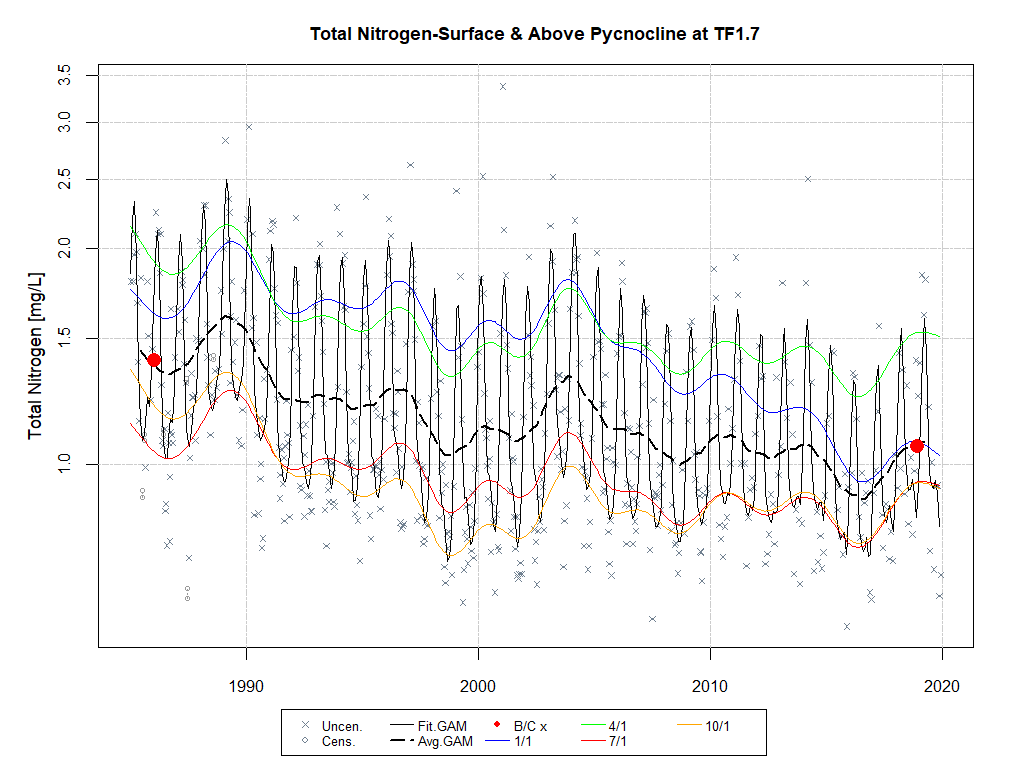 Total Nitrogen-Surface & Above Pycnocline at TF1.7
Total Nitrogen [mg/L]
3.5
3.0
2.5
2.0
1.5
1.0
1990 2000 2010 2020
Uncen. Fit.GAM B/C x 4/1 10/1
Cens. Avg.GAM 1/1 7/1